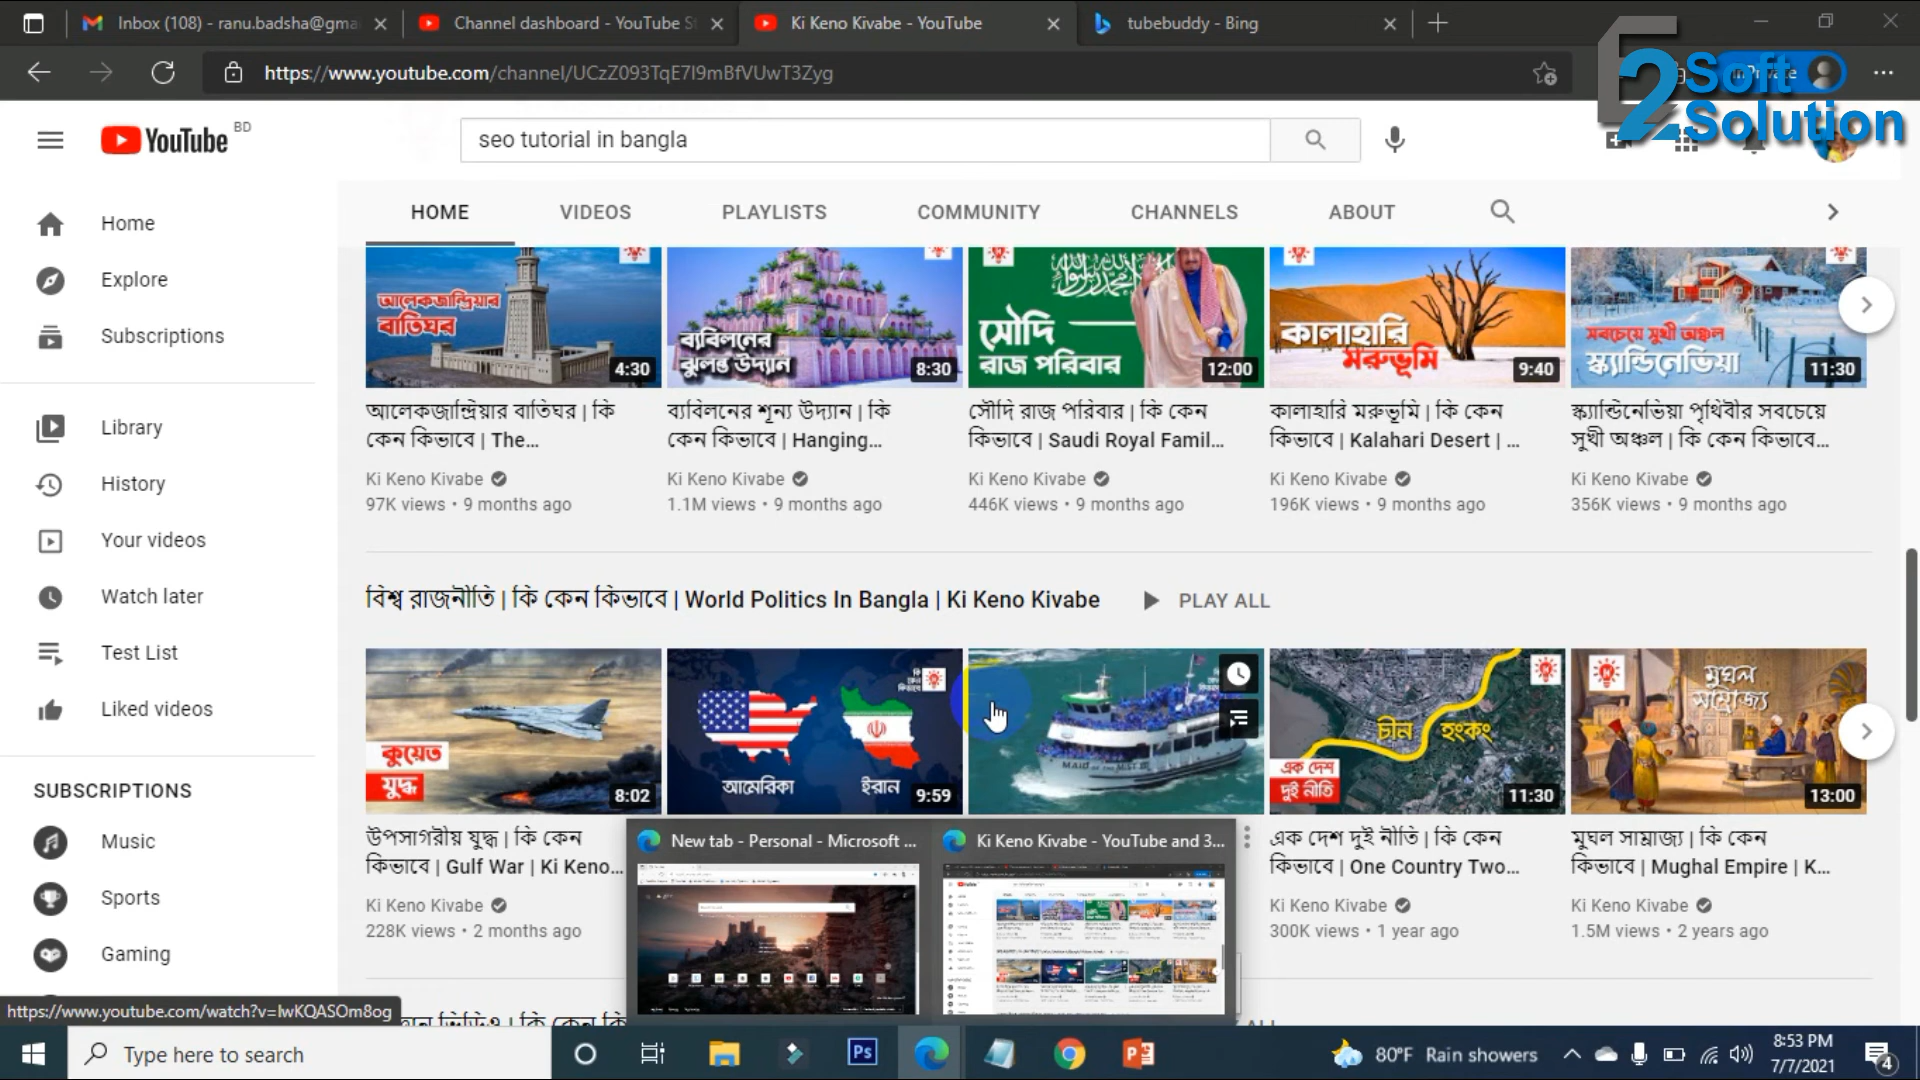 Inbox (108) - ranu.badsha@gma
Channel dashboard - YouTube S
Ki Keno Kivabe - YouTube
tubebuddy - Bing
https://www.youtube.com/channel/UCzZ093TqE7I9mBfVUwT3Zyg
Soft
Solution
YouTube BD
seo tutorial in bangla
HOME VIDEOS PLAYLISTS COMMUNITY CHANNELS ABOUT
Home
Explore
Subscriptions
Library
History
Your videos
Watch later
Test List
Liked videos
SUBSCRIPTIONS
Music
Sports
Gaming
আলেকজান্দ্রিয়ার
বাতিঘর
4:30
ব্যবিলনের
ঝুলন্ত উদ্যান
8:30
সৌদি
রাজ পরিবার
12:00
কালাহারি
মরুভূমি
9:40
সবচেয়ে সুখী অঞ্চল
স্ক্যান্ডিনেভিয়া
11:30
আলেকজান্দ্রিয়ার বাতিঘর | কি
কেন কিভাবে | The...
Ki Keno Kivabe
97K views • 9 months ago
ব্যবিলনের শূন্য উদ্যান | কি
কেন কিভাবে | Hanging...
Ki Keno Kivabe
1.1M views • 9 months ago
সৌদি রাজ পরিবার | কি কেন
কিভাবে | Saudi Royal Famil...
Ki Keno Kivabe
446K views • 9 months ago
কালাহারি মরুভূমি | কি কেন
কিভাবে | Kalahari Desert | ...
Ki Keno Kivabe
196K views • 9 months ago
স্ক্যান্ডিনেভিয়া পৃথিবীর সবচেয়ে
সুখী অঞ্চল | কি কেন কিভাবে...
Ki Keno Kivabe
356K views • 9 months ago
বিশ্ব রাজনীতি | কি কেন কিভাবে | World Politics In Bangla | Ki Keno Kivabe
PLAY ALL
কুয়েত
যুদ্ধ
8:02
আমেরিকা ইরান
9:59
MAID OF THE MIST
চীন হংকং
এক দেশ
দুই নীতি
11:30
মুঘল
সাম্রাজ্য
13:00
উপসাগরীয় যুদ্ধ | কি কেন
কিভাবে | Gulf War | Ki Keno...
Ki Keno Kivabe
228K views • 2 months ago
New tab - Personal - Microsoft ...
Ki Keno Kivabe - YouTube and 3...
এক দেশ দুই নীতি | কি কেন
কিভাবে | One Country Two...
Ki Keno Kivabe
300K views • 1 year ago
মুঘল সাম্রাজ্য | কি কেন
কিভাবে | Mughal Empire | K...
Ki Keno Kivabe
1.5M views • 2 years ago
https://www.youtube.com/watch?v=lwKQASOm8og
Type here to search
Ps
80°F Rain showers
8:53 PM
7/7/2021
4